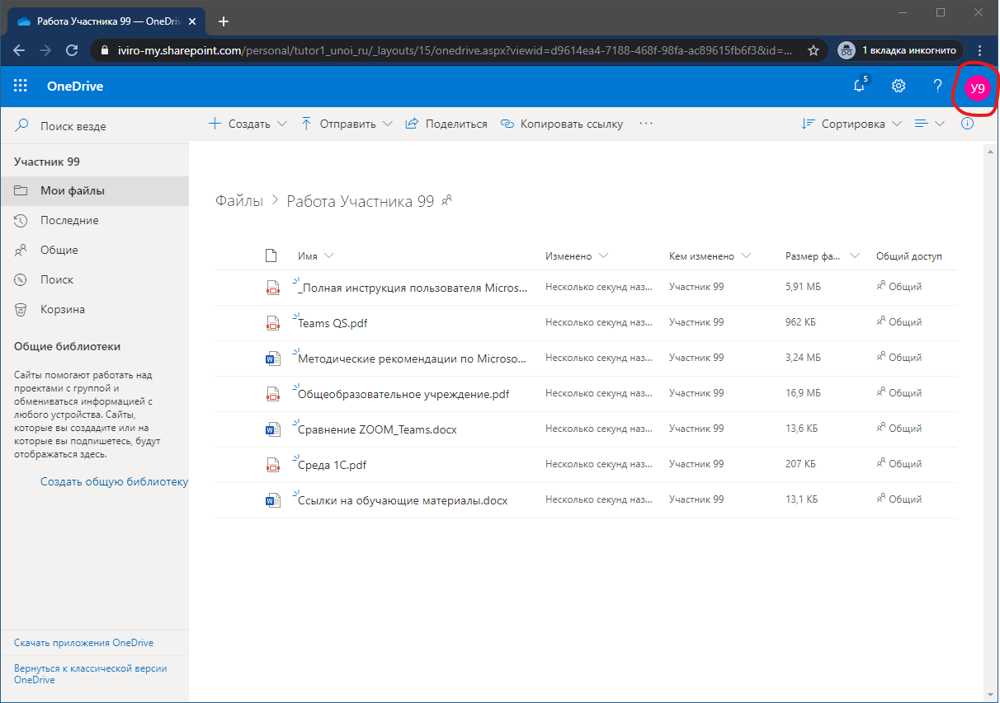 Работа Участника 99 — OneDriv
iviro-my.sharepoint.com/personal/tutor1_unoi_ru/_layouts/15/onedrive.aspx?viewid=d9614ea4-7188-468f-98fa-ac89615fb6f3&id=...
1 вкладка инкогнито
OneDrive
5
?
У9
Поиск везде
Создать
Отправить
Поделиться
Копировать ссылку
...
Сортировка
Участник 99
Мои файлы
Последние
Общие
Поиск
Корзина
Общие библиотеки
Сайты помогают работать над
проектами с группой и
обмениваться информацией с
любого устройства. Сайты,
которые вы создадите или на
которые вы подпишетесь, будут
отображаться здесь.
Создать общую библиотеку
Скачать приложения OneDrive
Вернуться к классической версии
OneDrive
Файлы > Работа Участника 99
Имя Изменено Кем изменено Размер фа... Общий доступ
_Полная инструкция пользователя Micros... Несколько секунд наз... Участник 99 5,91 МБ Общий
Teams QS.pdf Несколько секунд наз... Участник 99 962 КБ Общий
Методические рекомендации по Microso... Несколько секунд наз... Участник 99 3,24 МБ Общий
Общеобразовательное учреждение.pdf Несколько секунд наз... Участник 99 16,9 МБ Общий
Сравнение ZOOM_Teams.docx Несколько секунд наз... Участник 99 13,6 КБ Общий
Среда 1С.pdf Несколько секунд наз... Участник 99 207 КБ Общий
Ссылки на обучающие материалы.docx Несколько секунд наз... Участник 99 13,1 КБ Общий